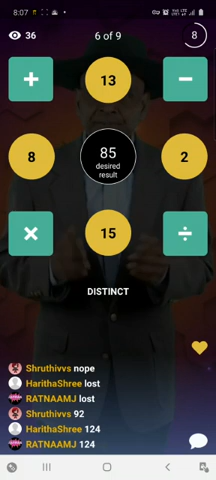 8:07
36
6 of 9
8
+
13
−
8
85
desired
result
2
×
15
÷
DISTINCT
Shruthivvs nope
HarithaShree lost
RATNAAMJ lost
Shruthivvs 92
HarithaShree 124
RATNAAMJ 124